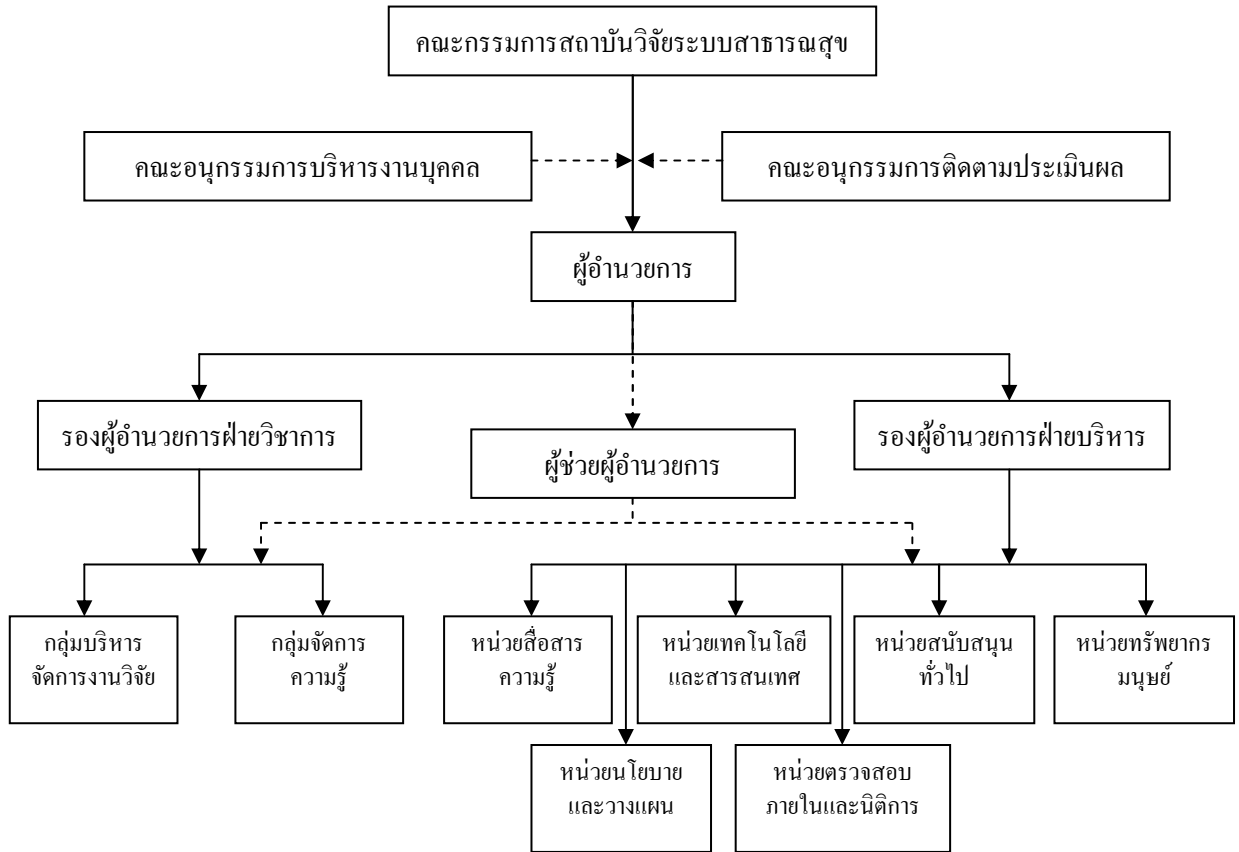 คณะกรรมการสถาบันวิจัยระบบสาธารณสุข
คณะอนุกรรมการบริหารงานบุคคล
คณะอนุกรรมการติดตามประเมินผล
ผู้อำนวยการ
รองผู้อำนวยการฝ่ายวิชาการ
ผู้ช่วยผู้อำนวยการ
รองผู้อำนวยการฝ่ายบริหาร
กลุ่มบริหาร
จัดการงานวิจัย
กลุ่มจัดการ
ความรู้
หน่วยสื่อสาร
ความรู้
หน่วยเทคโนโลยี
และสารสนเทศ
หน่วยสนับสนุน
ทั่วไป
หน่วยทรัพยากร
มนุษย์
หน่วยนโยบาย
และวางแผน
หน่วยตรวจสอบ
ภายในและนิติการ